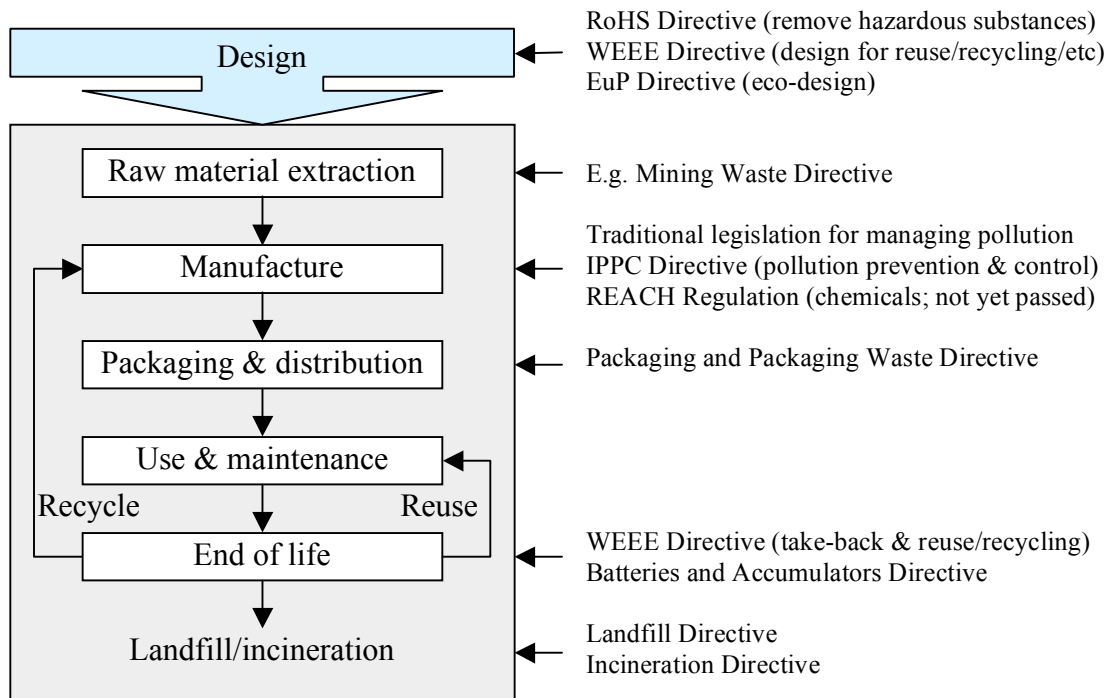 Design
RoHS Directive (remove hazardous substances)
WEEE Directive (design for reuse/recycling/etc)
EuP Directive (eco-design)
Raw material extraction
E.g. Mining Waste Directive
Manufacture
Traditional legislation for managing pollution
IPPC Directive (pollution prevention & control)
REACH Regulation (chemicals; not yet passed)
Packaging & distribution
Packaging and Packaging Waste Directive
Use & maintenance
Recycle
Reuse
End of life
WEEE Directive (take-back & reuse/recycling)
Batteries and Accumulators Directive
Landfill/incineration
Landfill Directive
Incineration Directive